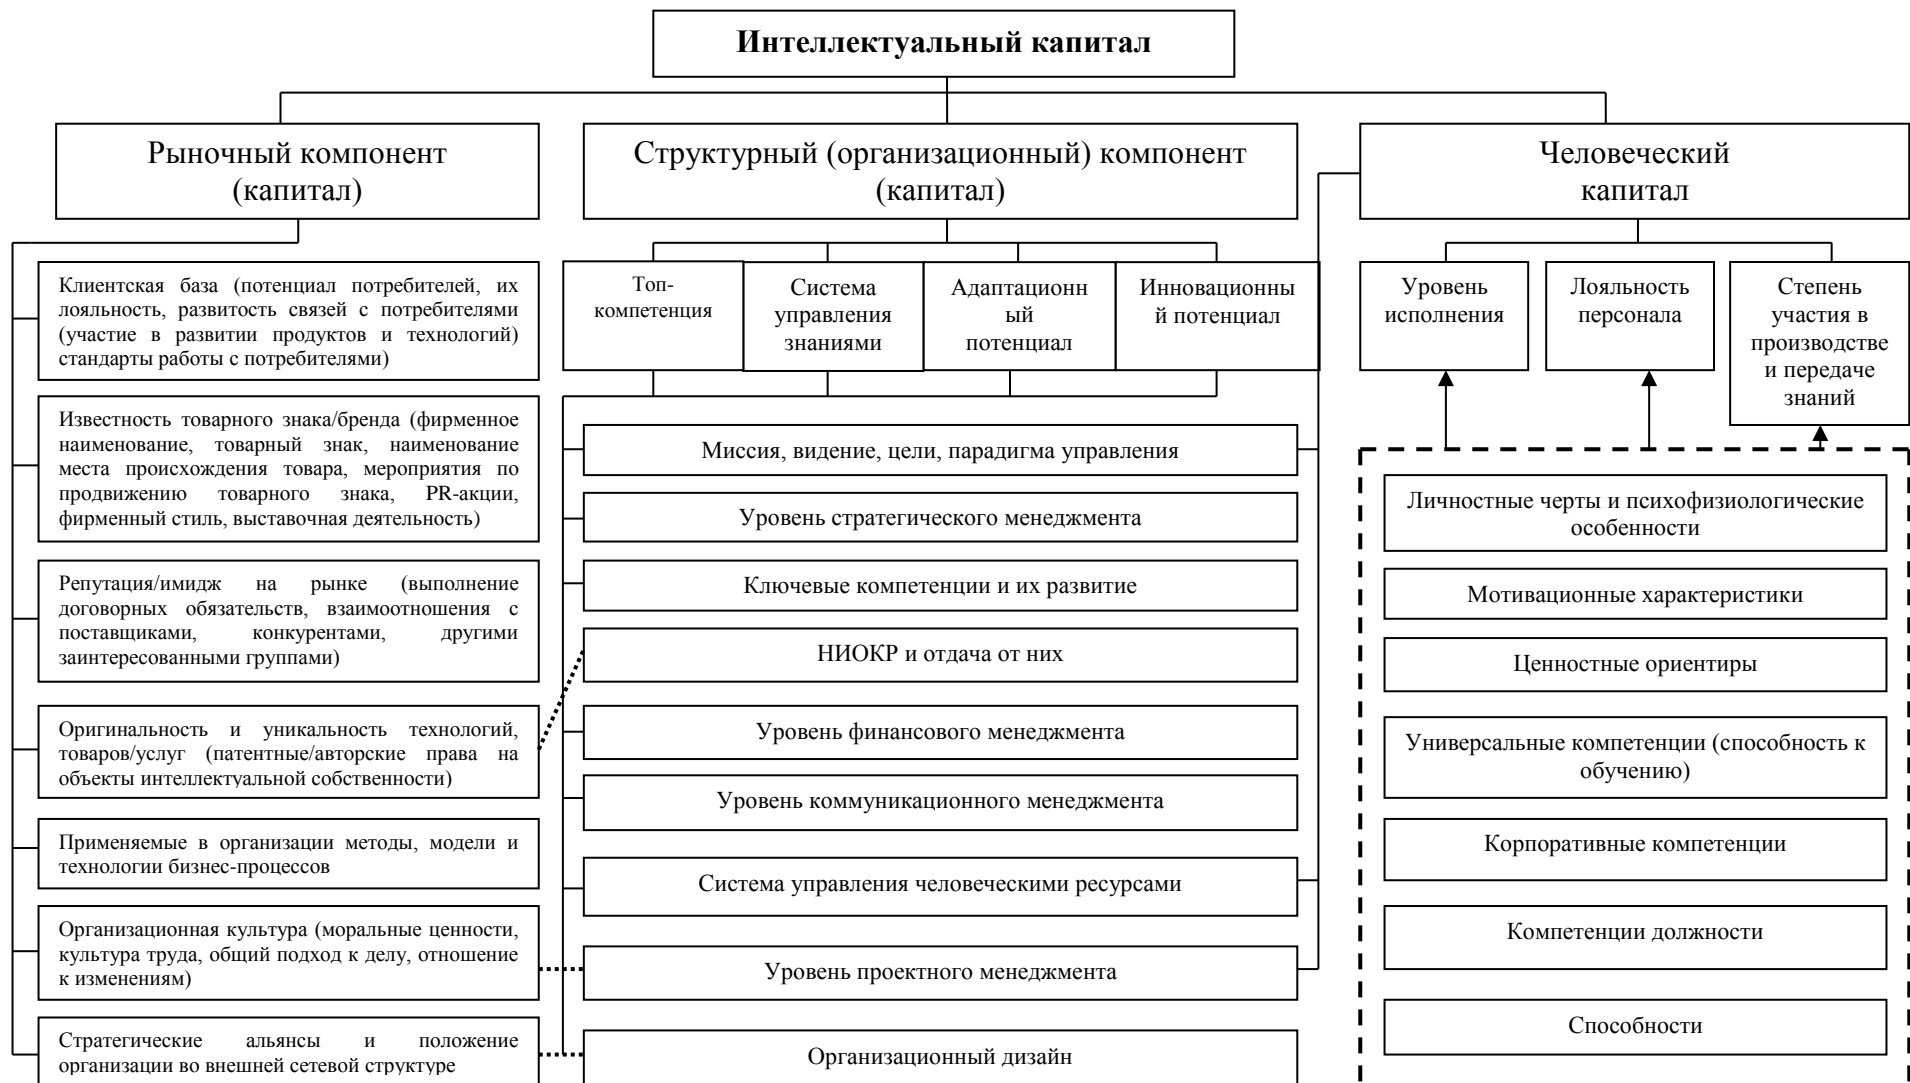 Интеллектуальный капитал
Рыночный компонент
(капитал)
Структурный (организационный) компонент
(капитал)
Человеческий
капитал
Клиентская база (потенциал потребителей, их
лояльность, развитость связей с потребителями
(участие в развитии продуктов и технологий)
стандарты работы с потребителями)
Известность товарного знака/бренда (фирменное
наименование, товарный знак, наименование
места происхождения товара, мероприятия по
продвижению товарного знака, PR-акции,
фирменный стиль, выставочная деятельность)
Репутация/имидж на рынке (выполнение
договорных обязательств, взаимоотношения с
поставщиками, конкурентами, другими
заинтересованными группами)
Оригинальность и уникальность технологий,
товаров/услуг (патентные/авторские права на
объекты интеллектуальной собственности)
Применяемые в организации методы, модели и
технологии бизнес-процессов
Организационная культура (моральные ценности,
культура труда, общий подход к делу, отношение
к изменениям)
Стратегические альянсы и положение
организации во внешней сетевой структуре
Топ-
компетенция
Система
управления
знаниями
Адаптационн
ый
потенциал
Инновационны
й потенциал
Миссия, видение, цели, парадигма управления
Уровень стратегического менеджмента
Ключевые компетенции и их развитие
НИОКР и отдача от них
Уровень финансового менеджмента
Уровень коммуникационного менеджмента
Система управления человеческими ресурсами
Уровень проектного менеджмента
Организационный дизайн
Уровень
исполнения
Лояльность
персонала
Степень
участия в
производстве
и передаче
знаний
Личностные черты и психофизиологические
особенности
Мотивационные характеристики
Ценностные ориентиры
Универсальные компетенции (способность к
обучению)
Корпоративные компетенции
Компетенции должности
Способности